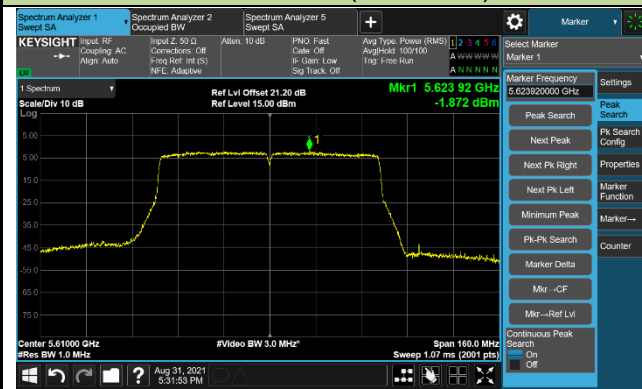 Spectrum Analyzer 1
Swept SA
Spectrum Analyzer 2
Occupied BW
Spectrum Analyzer 5
Swept SA
Marker
KEYSIGHT
Input: RF
Coupling: AC
Align: Auto
Input Z: 50 Ω
Corrections: Off
Freq Ref: Int (S)
NFE: Adaptive
Atten: 10 dB
PNO: Fast
Gate: Off
IF Gain: Low
Sig Track: Off
Avg Type: Power (RMS)
Avg|Hold: 100/100
Trig: Free Run
1 2 3 4 5 6
A W W W W W
A N N N N N
Select Marker
Marker 1
1 Spectrum
Scale/Div 10 dB
Log
Ref Lvl Offset 21.20 dB
Ref Level 15.00 dBm
Mkr1 5.623 92 GHz
-1.872 dBm
5.00
-5.00
-15.0
-25.0
-35.0
-45.0
-55.0
-65.0
-75.0
1
Center 5.61000 GHz
#Res BW 1.0 MHz
#Video BW 3.0 MHz*
Span 160.0 MHz
Sweep 1.07 ms (2001 pts)
Marker Frequency
5.623920000 GHz
Peak Search
Next Peak
Next Pk Right
Next Pk Left
Minimum Peak
Pk-Pk Search
Marker Delta
Mkr→CF
Mkr→Ref Lvl
Continuous Peak
Search
On
Off
Settings
Peak
Search
Pk Search
Config
Properties
Marker
Function
Marker→
Counter
Aug 31, 2021
5:31:53 PM